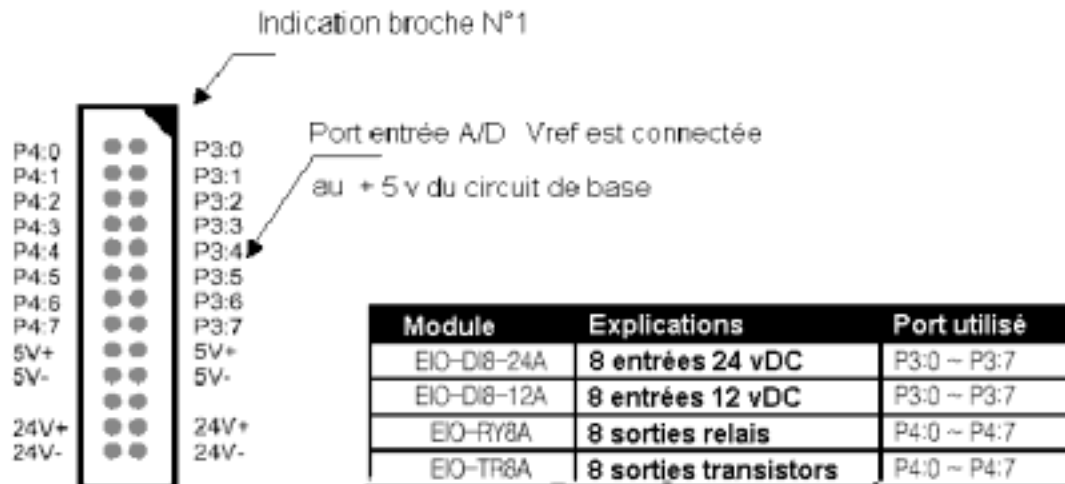 Indication broche N°1
Port entrée A/D Vref est connectée
au + 5 v du circuit de base
P4:0 P3:0
P4:1 P3:1
P4:2 P3:2
P4:3 P3:3
P4:4 P3:4
P4:5 P3:5
P4:6 P3:6
P4:7 P3:7
5V+ 5V+
5V- 5V-
24V+ 24V+
24V- 24V-
Module Explications Port utilisé
EIO-DI8-24A 8 entrées 24 vDC P3:0 ~ P3:7
EIO-DI8-12A 8 entrées 12 vDC P3:0 ~ P3:7
EIO-RY8A 8 sorties relais P4:0 ~ P4:7
EIO-TR8A 8 sorties transistors P4:0 ~ P4:7